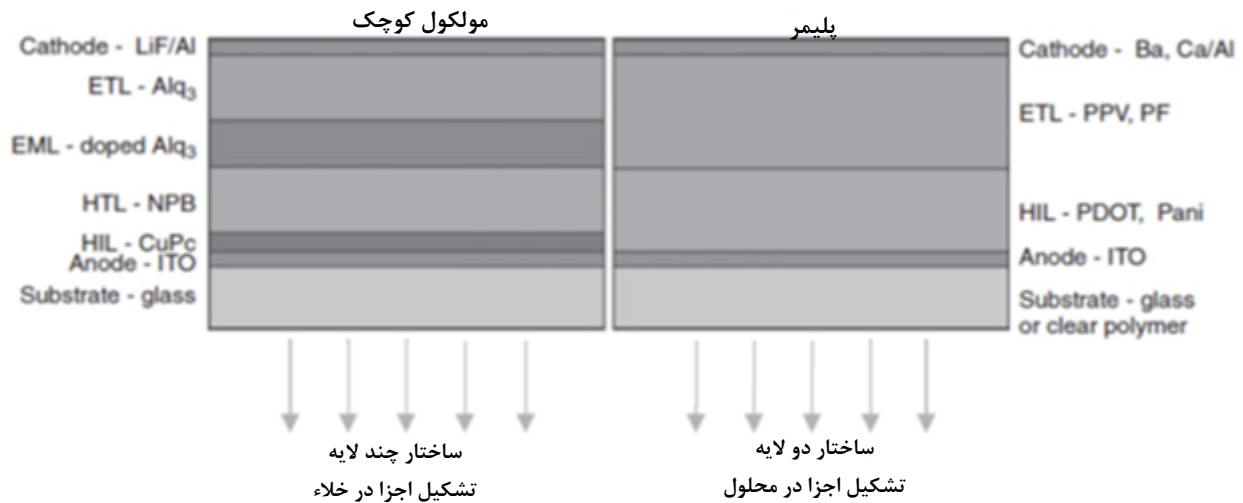 مولکول کوچک
پلیمر
Cathode - LiF/Al
ETL - Alq₃
EML - doped Alq₃
HTL - NPB
HIL - CuPc
Anode - ITO
Substrate - glass
Cathode - Ba, Ca/Al
ETL - PPV, PF
HIL - PDOT, Pani
Anode - ITO
Substrate - glass
or clear polymer
ساختار چند لایه
تشکیل اجزا در خلاء
ساختار دو لایه
تشکیل اجزا در محلول